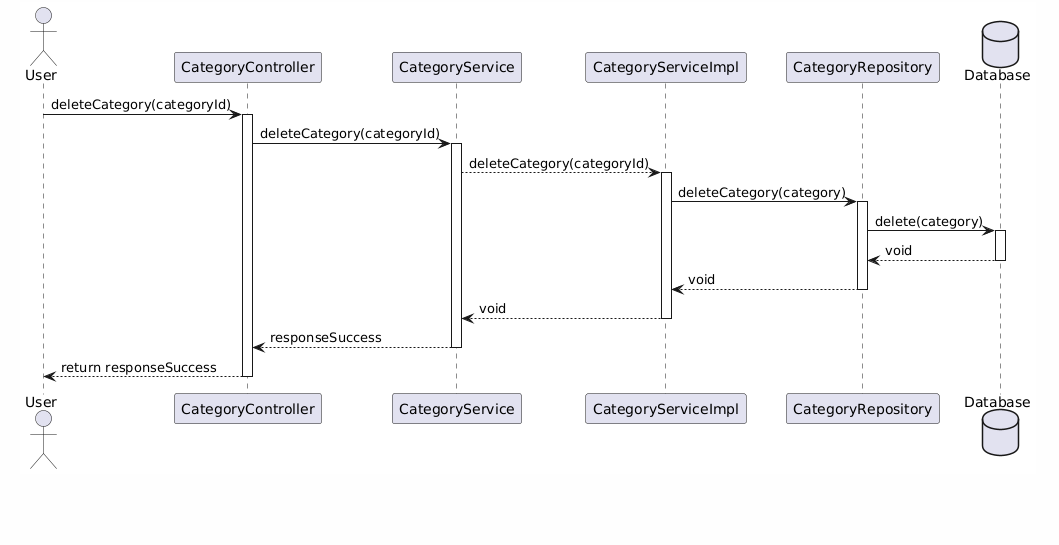 User
CategoryController
CategoryService
CategoryServiceImpl
CategoryRepository
Database
deleteCategory(categoryId)
deleteCategory(categoryId)
deleteCategory(categoryId)
deleteCategory(category)
delete(category)
void
void
void
responseSuccess
return responseSuccess
User
CategoryController
CategoryService
CategoryServiceImpl
CategoryRepository
Database